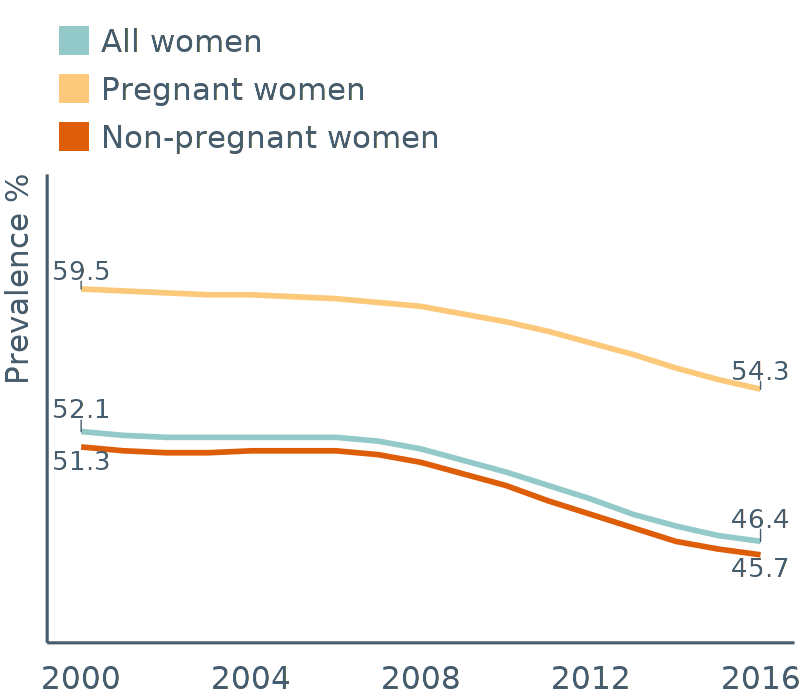 All women
Pregnant women
Non-pregnant women
Prevalence %
59.5
54.3
52.1
51.3
46.4
45.7
2000 2004 2008 2012 2016